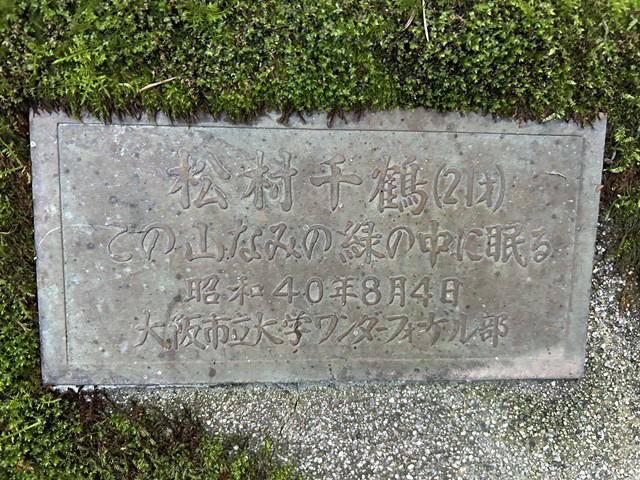 松村千鶴(21才)
この山なみの緑の中に眠る
昭和40年8月4日
大阪市立大学ワンダーフォーゲル部